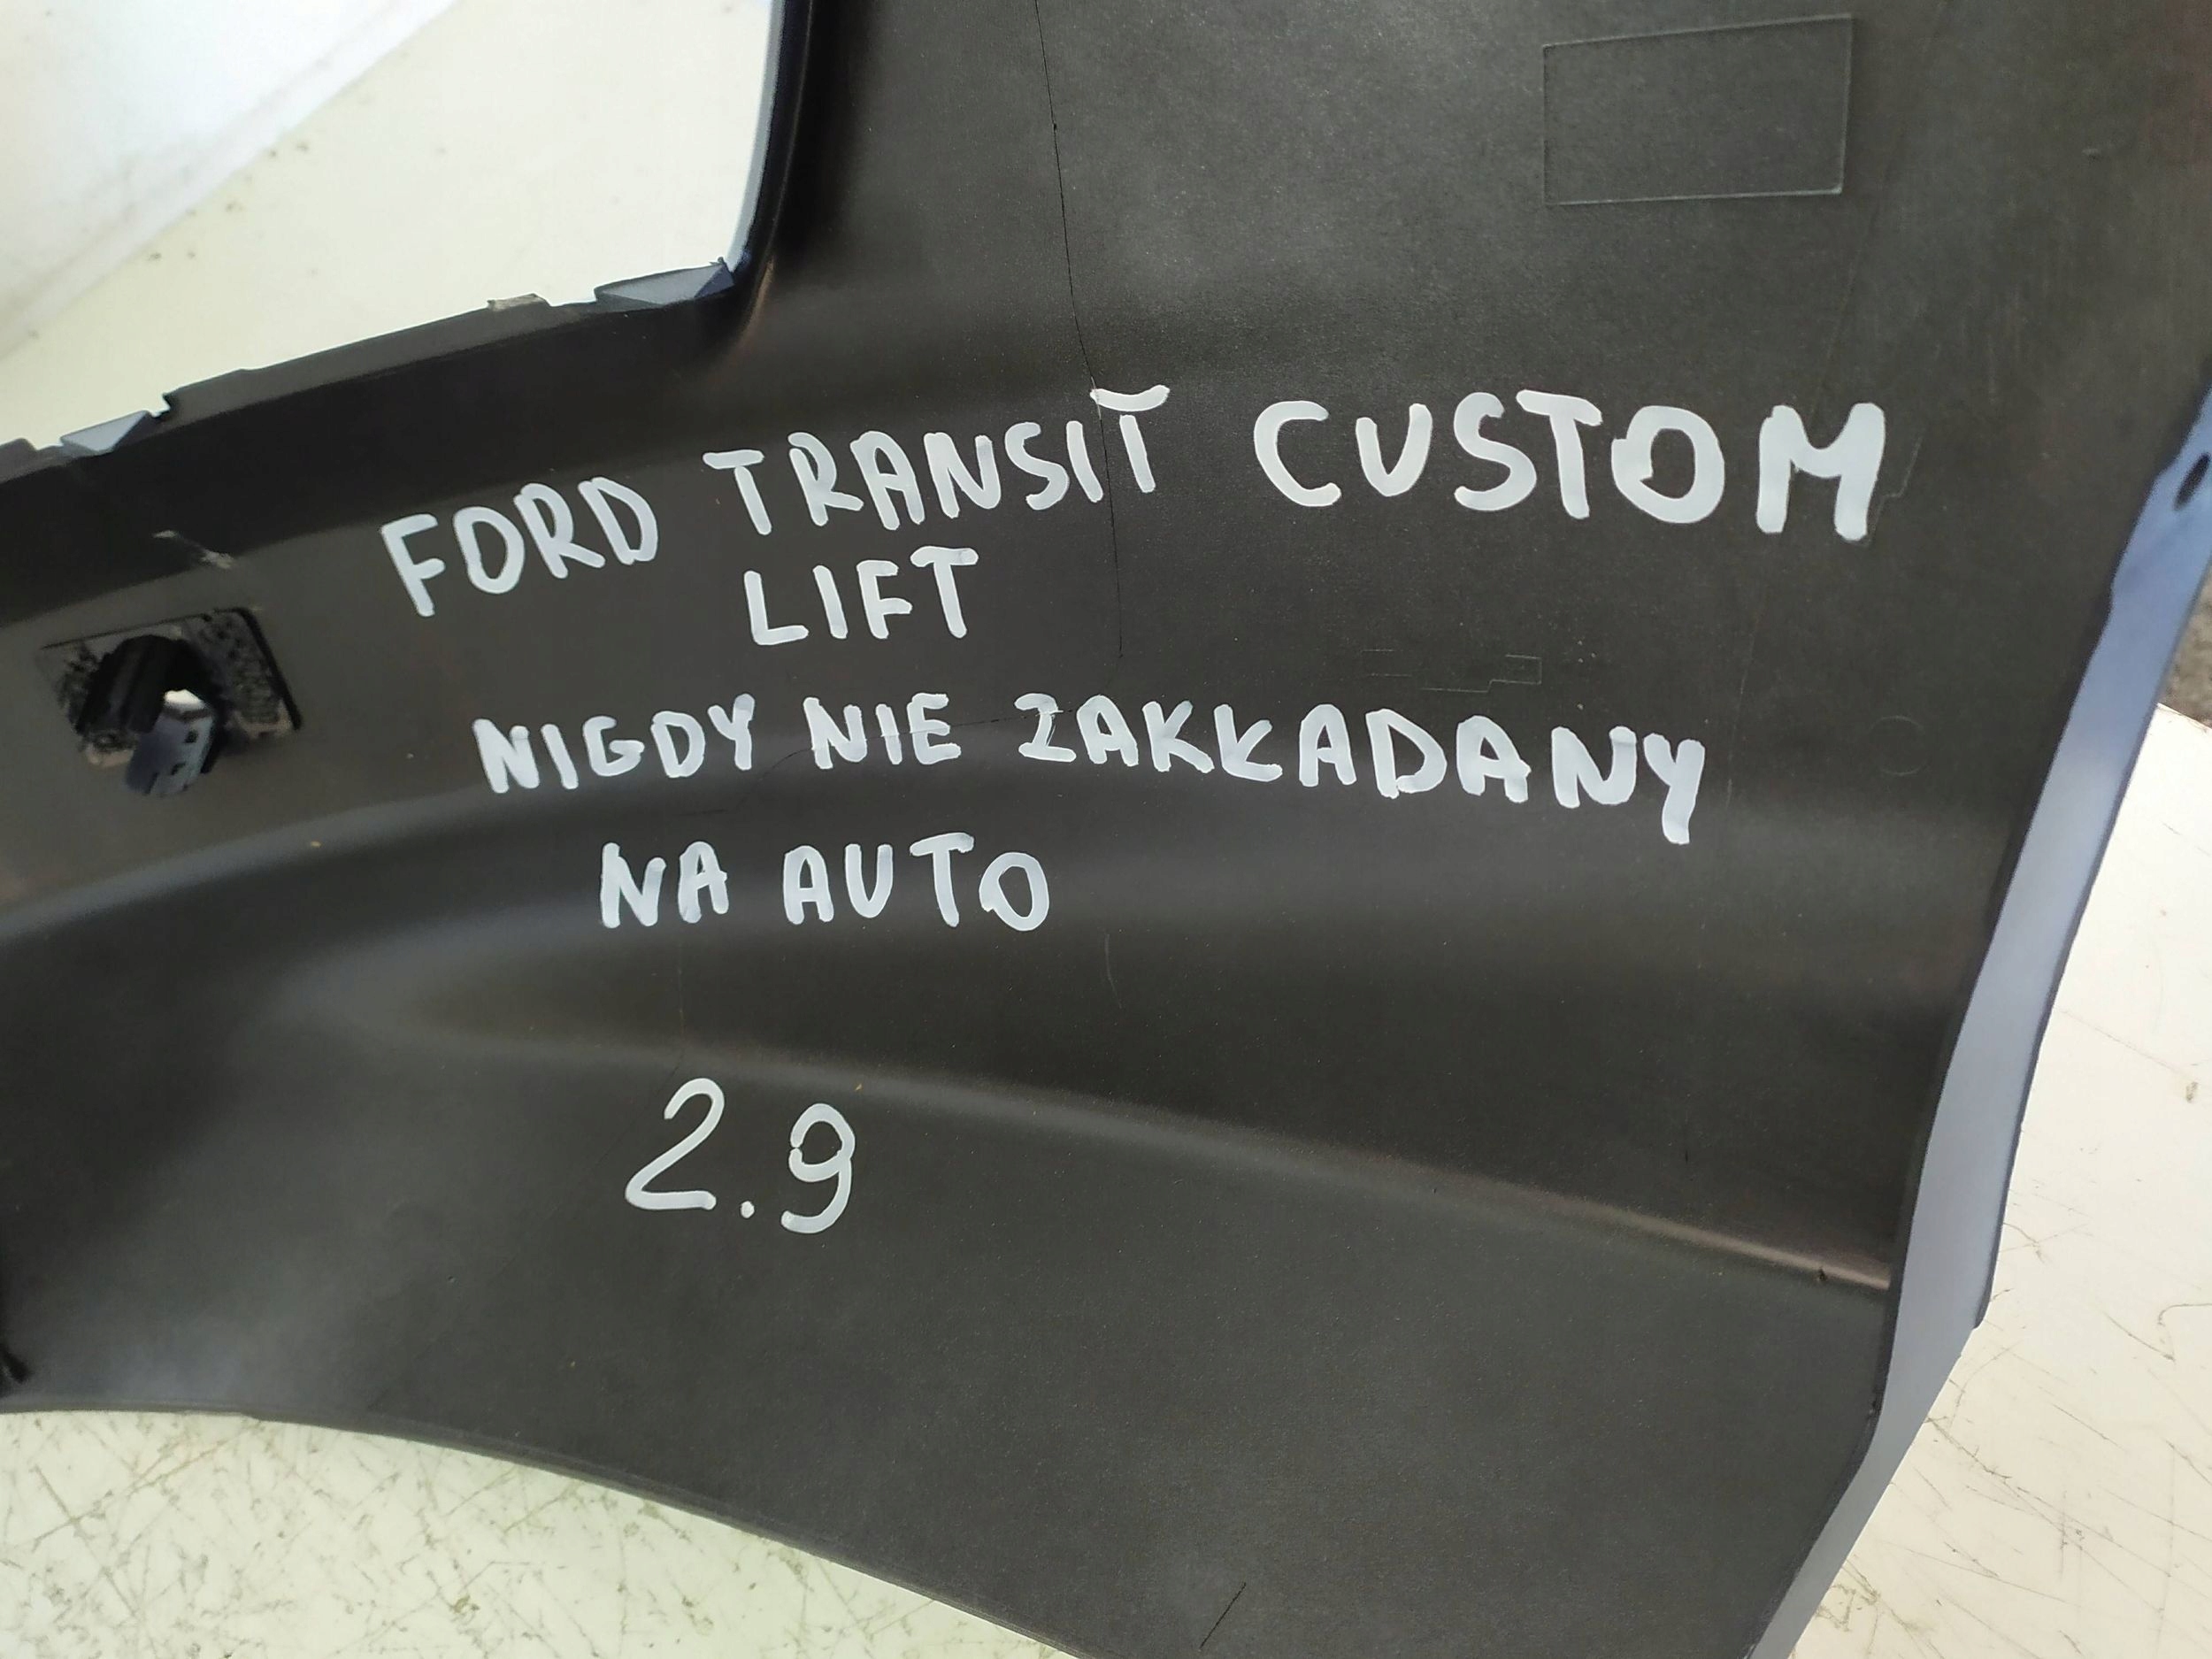 FORD TRANSIT CUSTOM
LIFT
NIGDY NIE ZAKŁADANY
NA AUTO
2.9